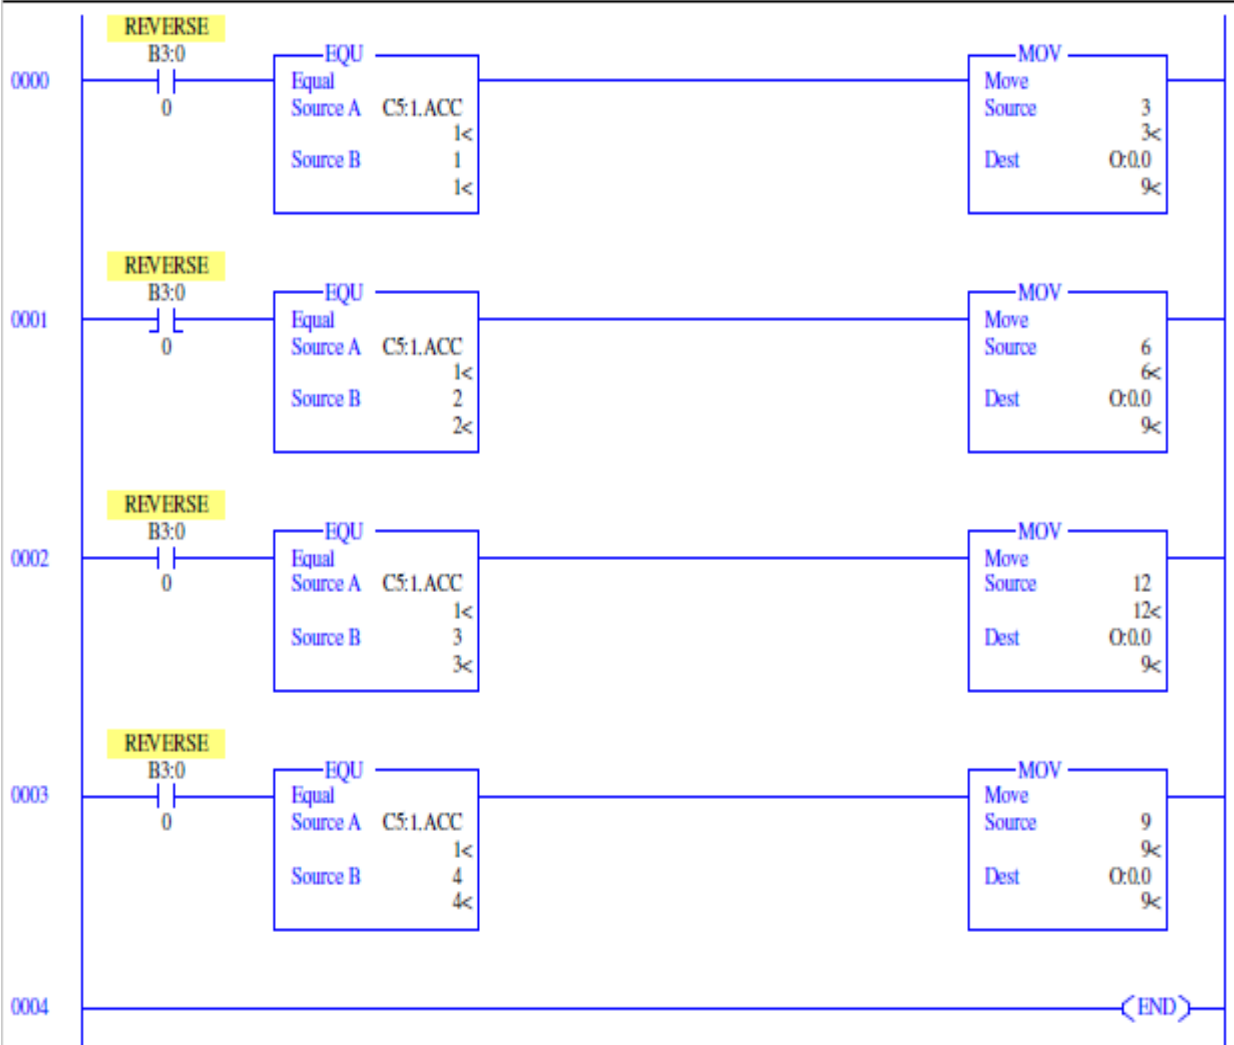 REVERSE
B3:0
0000
0
EQU
Equal
Source A C5:1.ACC
1<
Source B 1
1<
MOV
Move
Source 3
3<
Dest O:0.0
9<
REVERSE
B3:0
0001
0
EQU
Equal
Source A C5:1.ACC
1<
Source B 2
2<
MOV
Move
Source 6
6<
Dest O:0.0
9<
REVERSE
B3:0
0002
0
EQU
Equal
Source A C5:1.ACC
1<
Source B 3
3<
MOV
Move
Source 12
12<
Dest O:0.0
9<
REVERSE
B3:0
0003
0
EQU
Equal
Source A C5:1.ACC
1<
Source B 4
4<
MOV
Move
Source 9
9<
Dest O:0.0
9<
0004
END